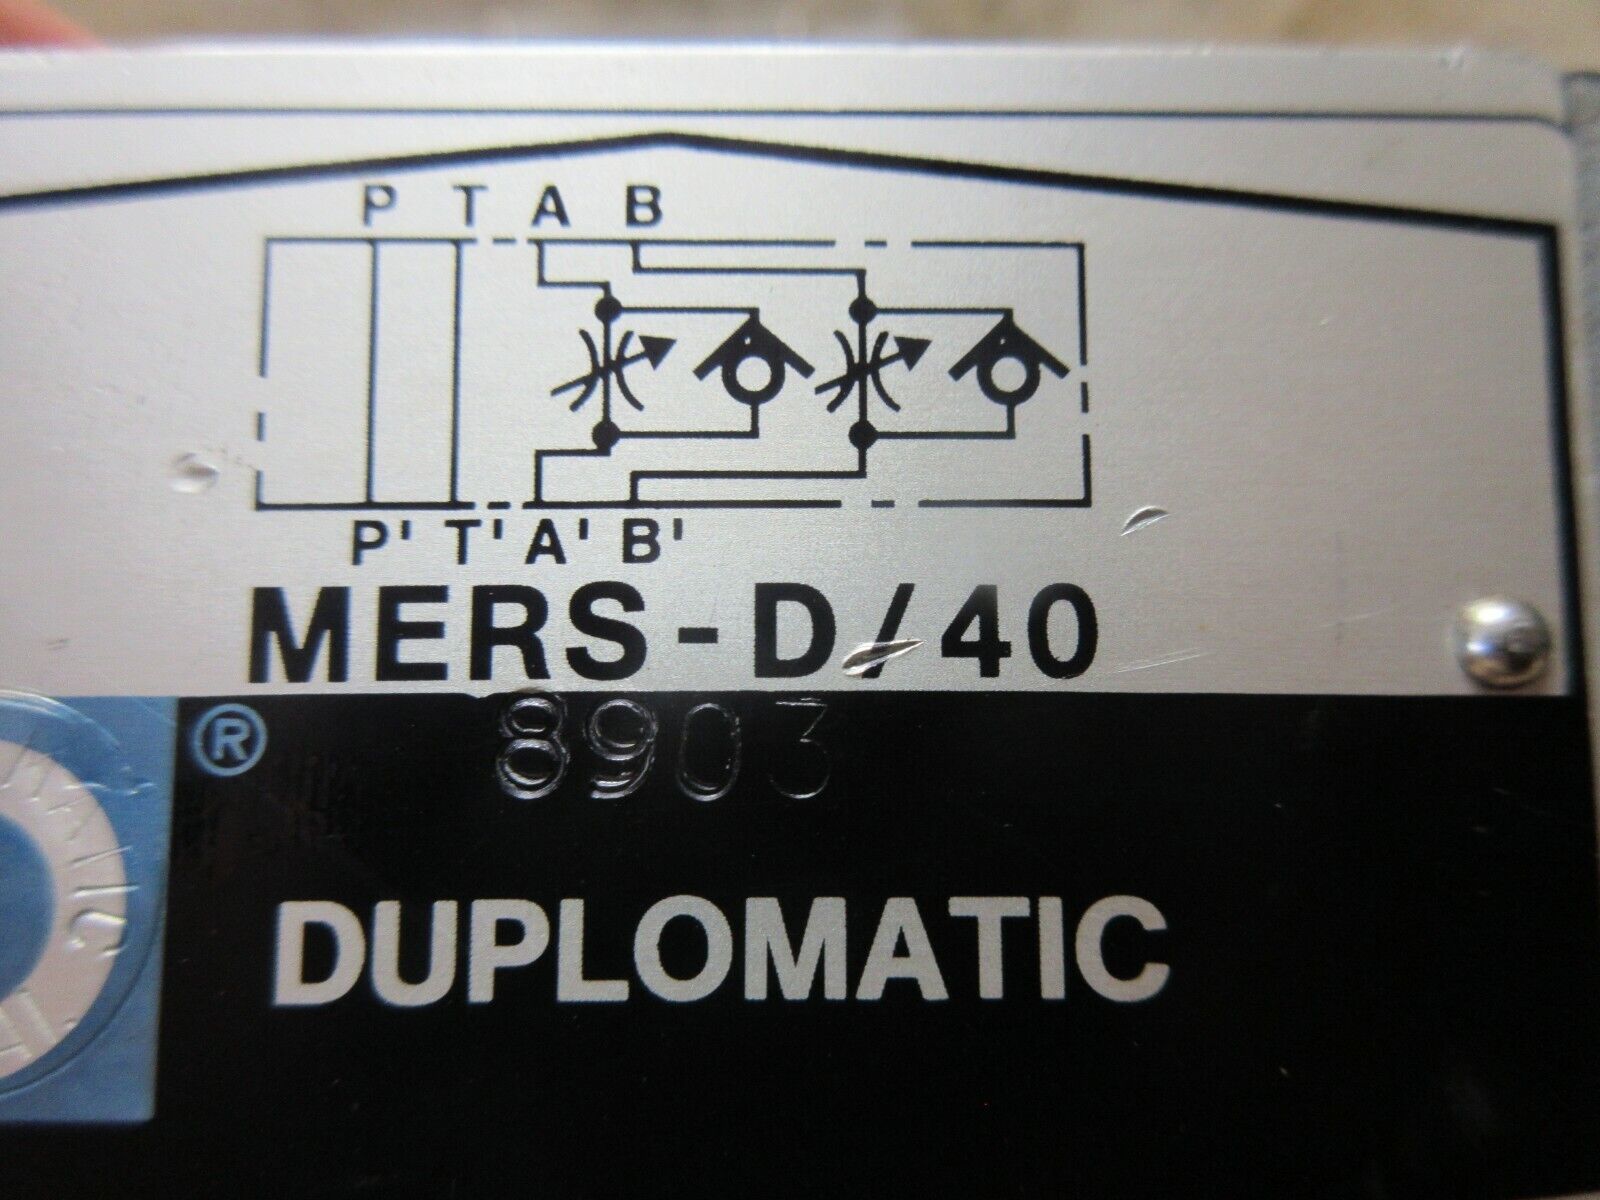 P T A B
P' T' A' B'
MERS-D/40
®
8903
DUPLOMATIC